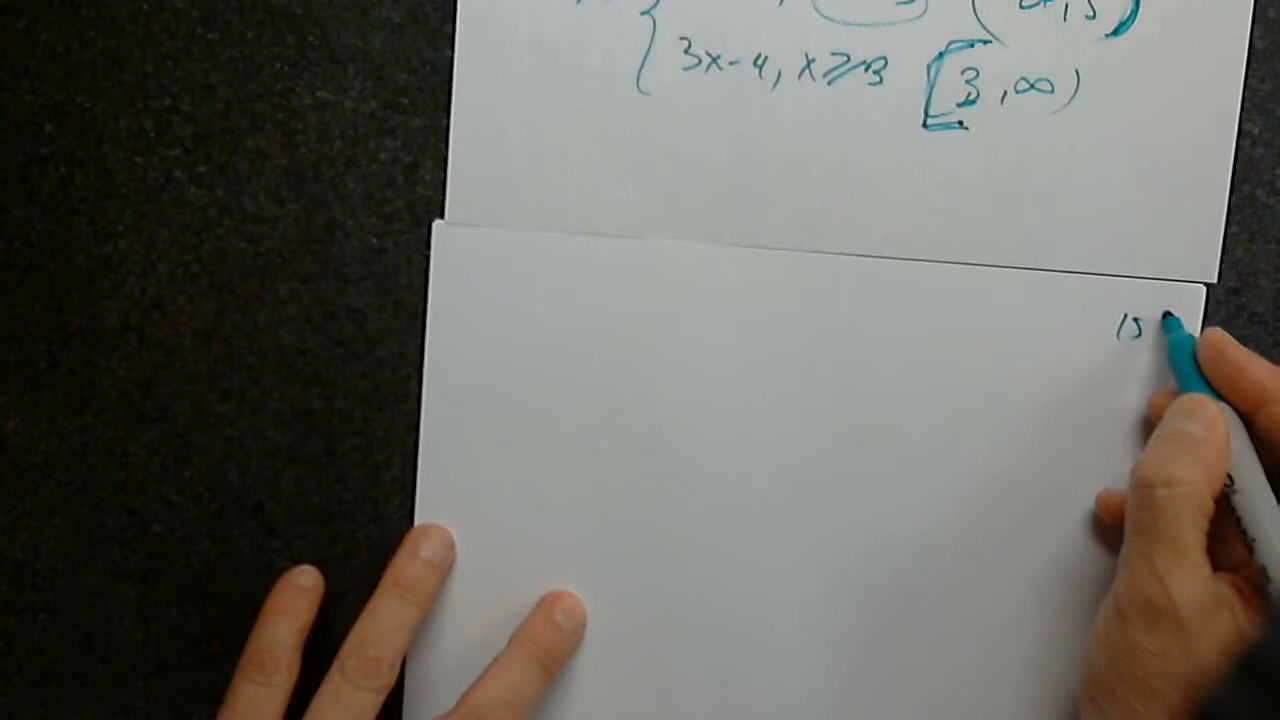 3x-4, x≥3 [3, ∞)
15